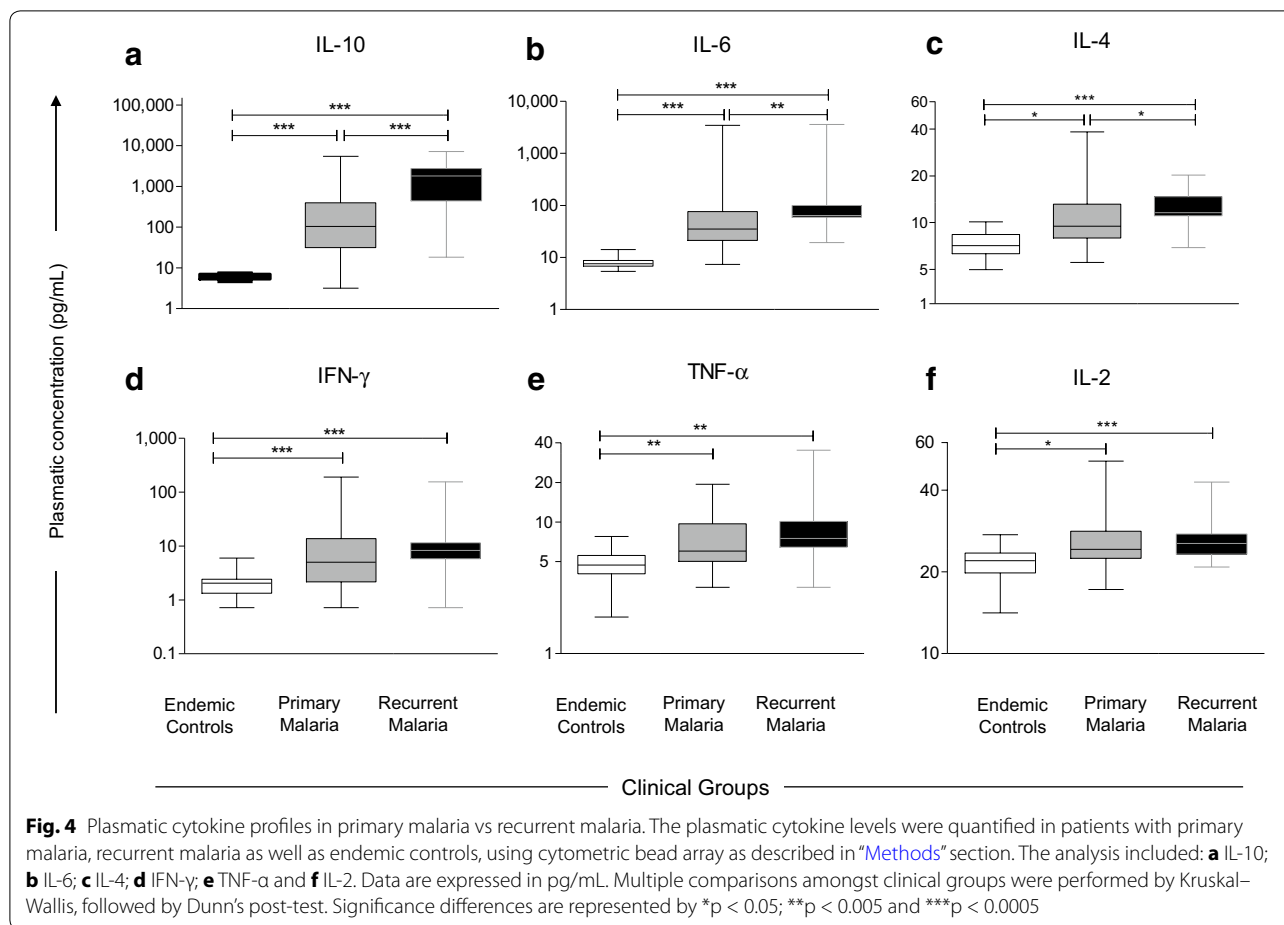 a
IL-10
b
IL-6
c
IL-4
Plasmatic concentration (pg/mL)
100,000
10,000
1,000
100
10
1
***
***
***
10,000
1,000
100
10
1
***
***
**
60
40
20
10
5
1
***
*
*
d
IFN-γ
e
TNF-α
f
IL-2
1,000
100
10
1
0.1
***
***
40
20
10
5
1
**
**
60
40
20
10
***
*
Endemic Primary Recurrent
Controls Malaria Malaria
Endemic Primary Recurrent
Controls Malaria Malaria
Endemic Primary Recurrent
Controls Malaria Malaria
Clinical Groups
Fig. 4 Plasmatic cytokine profiles in primary malaria vs recurrent malaria. The plasmatic cytokine levels were quantified in patients with primary
malaria, recurrent malaria as well as endemic controls, using cytometric bead array as described in “Methods” section. The analysis included: a IL-10;
b IL-6; c IL-4; d IFN-γ; e TNF-α and f IL-2. Data are expressed in pg/mL. Multiple comparisons amongst clinical groups were performed by Kruskal–
Wallis, followed by Dunn’s post-test. Significance differences are represented by *p < 0.05; **p < 0.005 and ***p < 0.0005